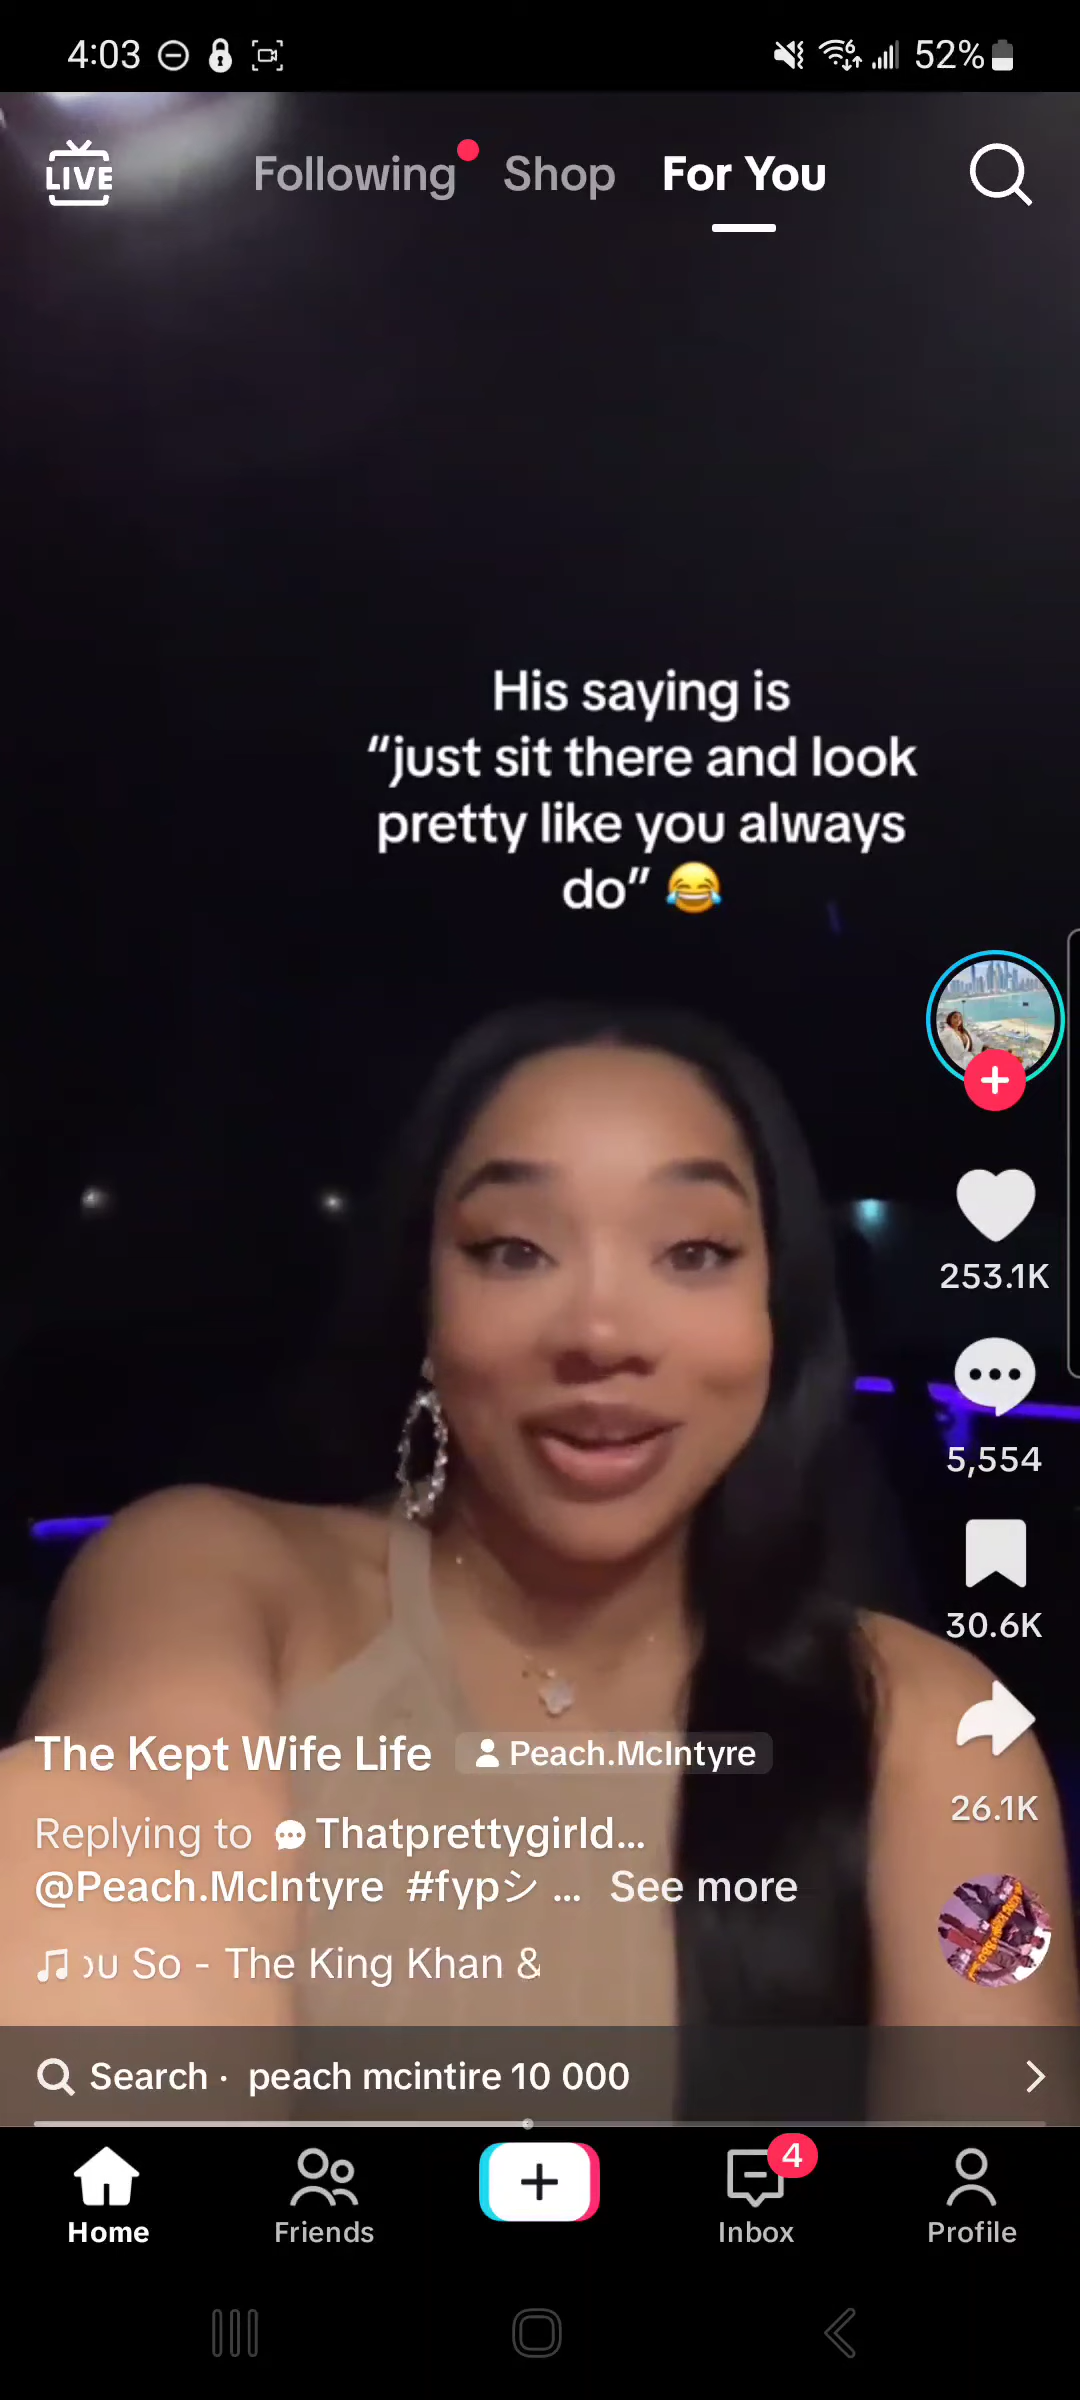 4:03 52%
LIVE Following Shop For You
His saying is
“just sit there and look
pretty like you always
do” 😂
253.1K
5,554
30.6K
The Kept Wife Life Peach.McIntyre
26.1K
Replying to Thatprettygirld...
@Peach.McIntyre #fypシ ... See more
ou So - The King Khan &
Search · peach mcintire 10 000
4
Home Friends Inbox Profile